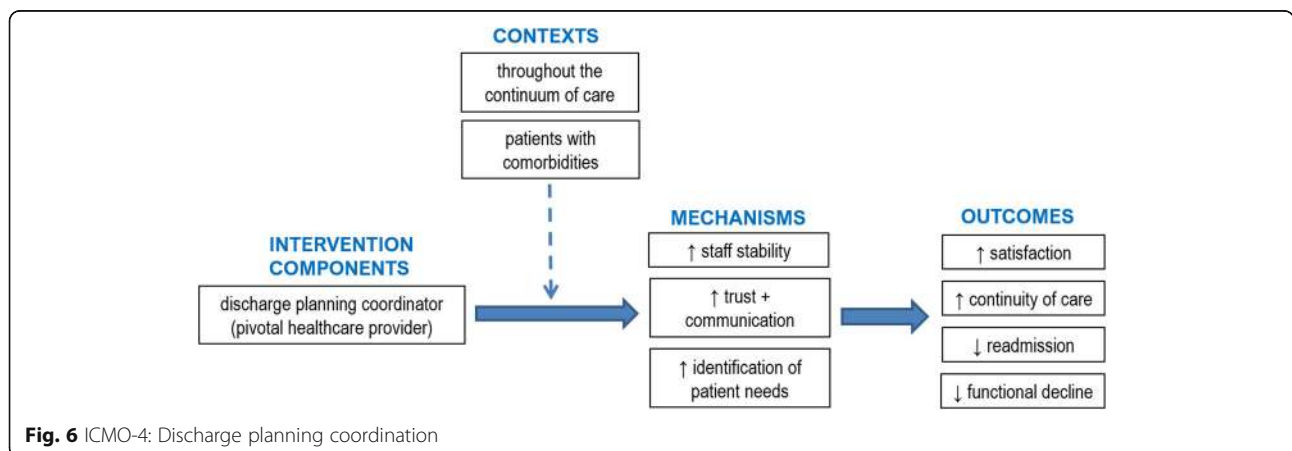 CONTEXTS
throughout the
continuum of care
patients with
comorbidities
INTERVENTION
COMPONENTS
discharge planning coordinator
(pivotal healthcare provider)
MECHANISMS
↑ staff stability
↑ trust +
communication
↑ identification of
patient needs
OUTCOMES
↑ satisfaction
↑ continuity of care
↓ readmission
↓ functional decline
Fig. 6 ICMO-4: Discharge planning coordination